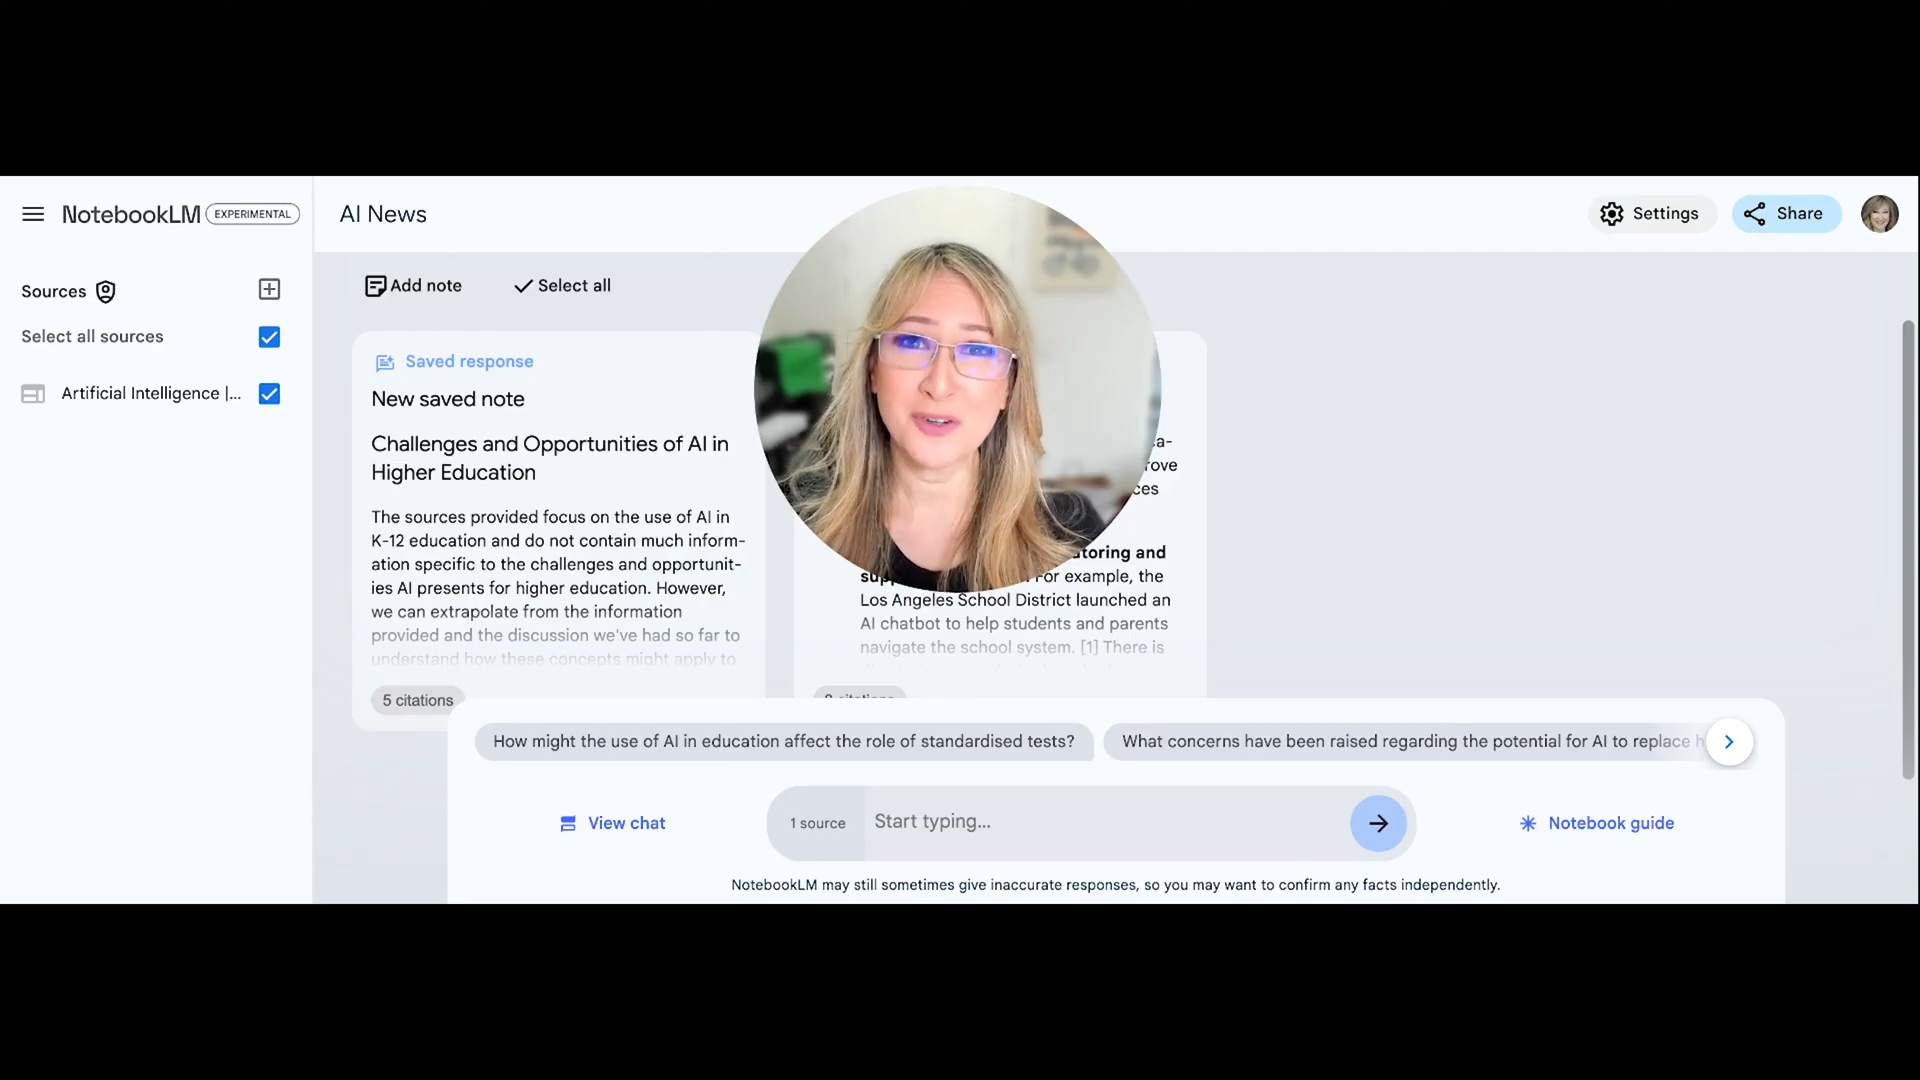 NotebookLM EXPERIMENTAL
AI News
Settings
Share
Sources
Select all sources
Artificial Intelligence |...
Add note
Select all
Saved response
New saved note
Challenges and Opportunities of AI in
Higher Education
The sources provided focus on the use of AI in
K-12 education and do not contain much inform-
ation specific to the challenges and opportunit-
ies AI presents for higher education. However,
we can extrapolate from the information
provided and the discussion we've had so far to
understand how these concepts might apply to
5 citations
and
For example, the
Los Angeles School District launched an
AI chatbot to help students and parents
navigate the school system. [1] There is
citations
How might the use of AI in education affect the role of standardised tests?
What concerns have been raised regarding the potential for AI to replace
View chat
1 source
Start typing...
Notebook guide
NotebookLM may still sometimes give inaccurate responses, so you may want to confirm any facts independently.